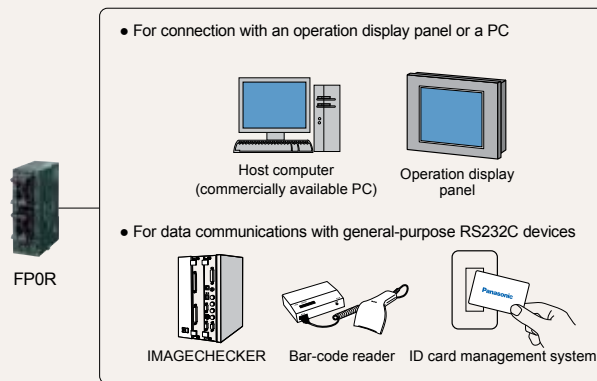 ● For connection with an operation display panel or a PC
Host computer
(commercially available PC)
Operation display
panel
FP0R
● For data communications with general-purpose RS232C devices
Panasonic
IMAGECHECKER
Bar-code reader
ID card management system